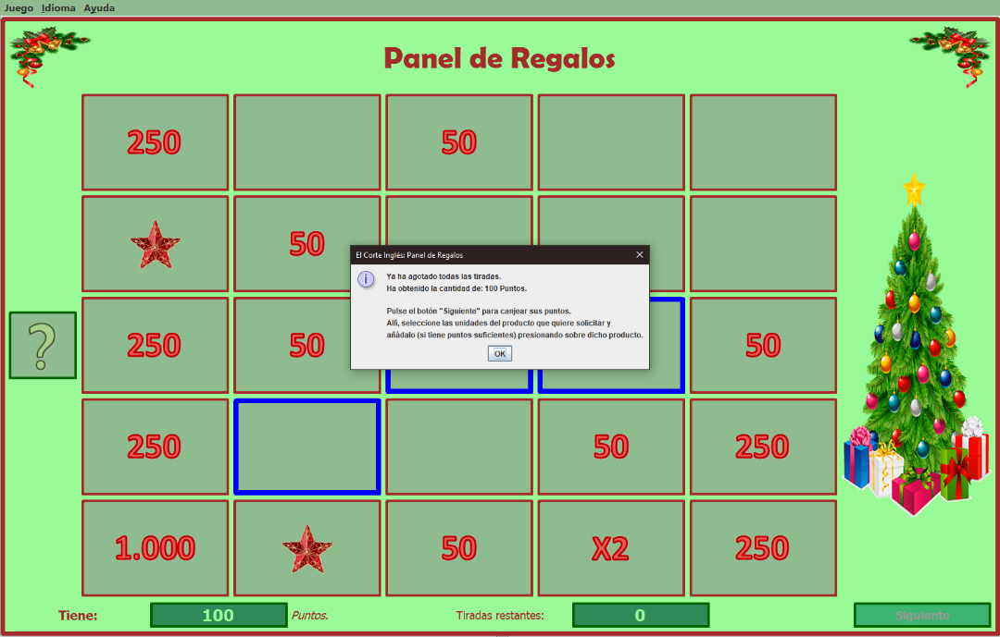 Juego Idioma Ayuda
Panel de Regalos
250 50
50
El Corte Inglés: Panel de Regalos
Ya ha agotado todas las tiradas.
Ha obtenido la cantidad de: 100 Puntos.
Pulse el botón "Siguiente" para canjear sus puntos.
Allí, seleccione las unidades del producto que quiere solicitar y
añádalo (si tiene puntos suficientes) presionando sobre dicho producto.
OK
?
250 50 50
250 50 250
1.000 50 X2 250
Tiene: 100 Puntos. Tiradas restantes: 0 Siguiente